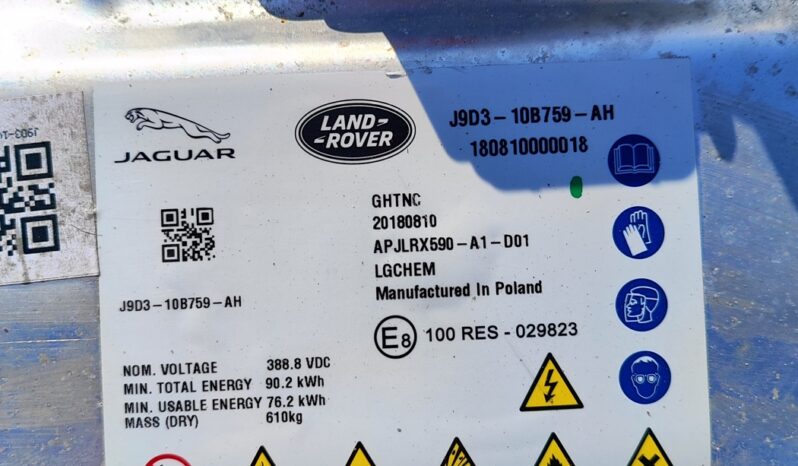 JAGUAR
LAND-
-ROVER
J9D3-10B759-AH
180810000018
GHTNC
20180810
APJLRX590-A1-D01
LGCHEM
Manufactured In Poland
J9D3-10B759-AH
E8 100 RES - 029823
NOM. VOLTAGE 388.8 VDC
MIN. TOTAL ENERGY 90.2 kWh
MIN. USABLE ENERGY 76.2 kWh
MASS (DRY) 610kg